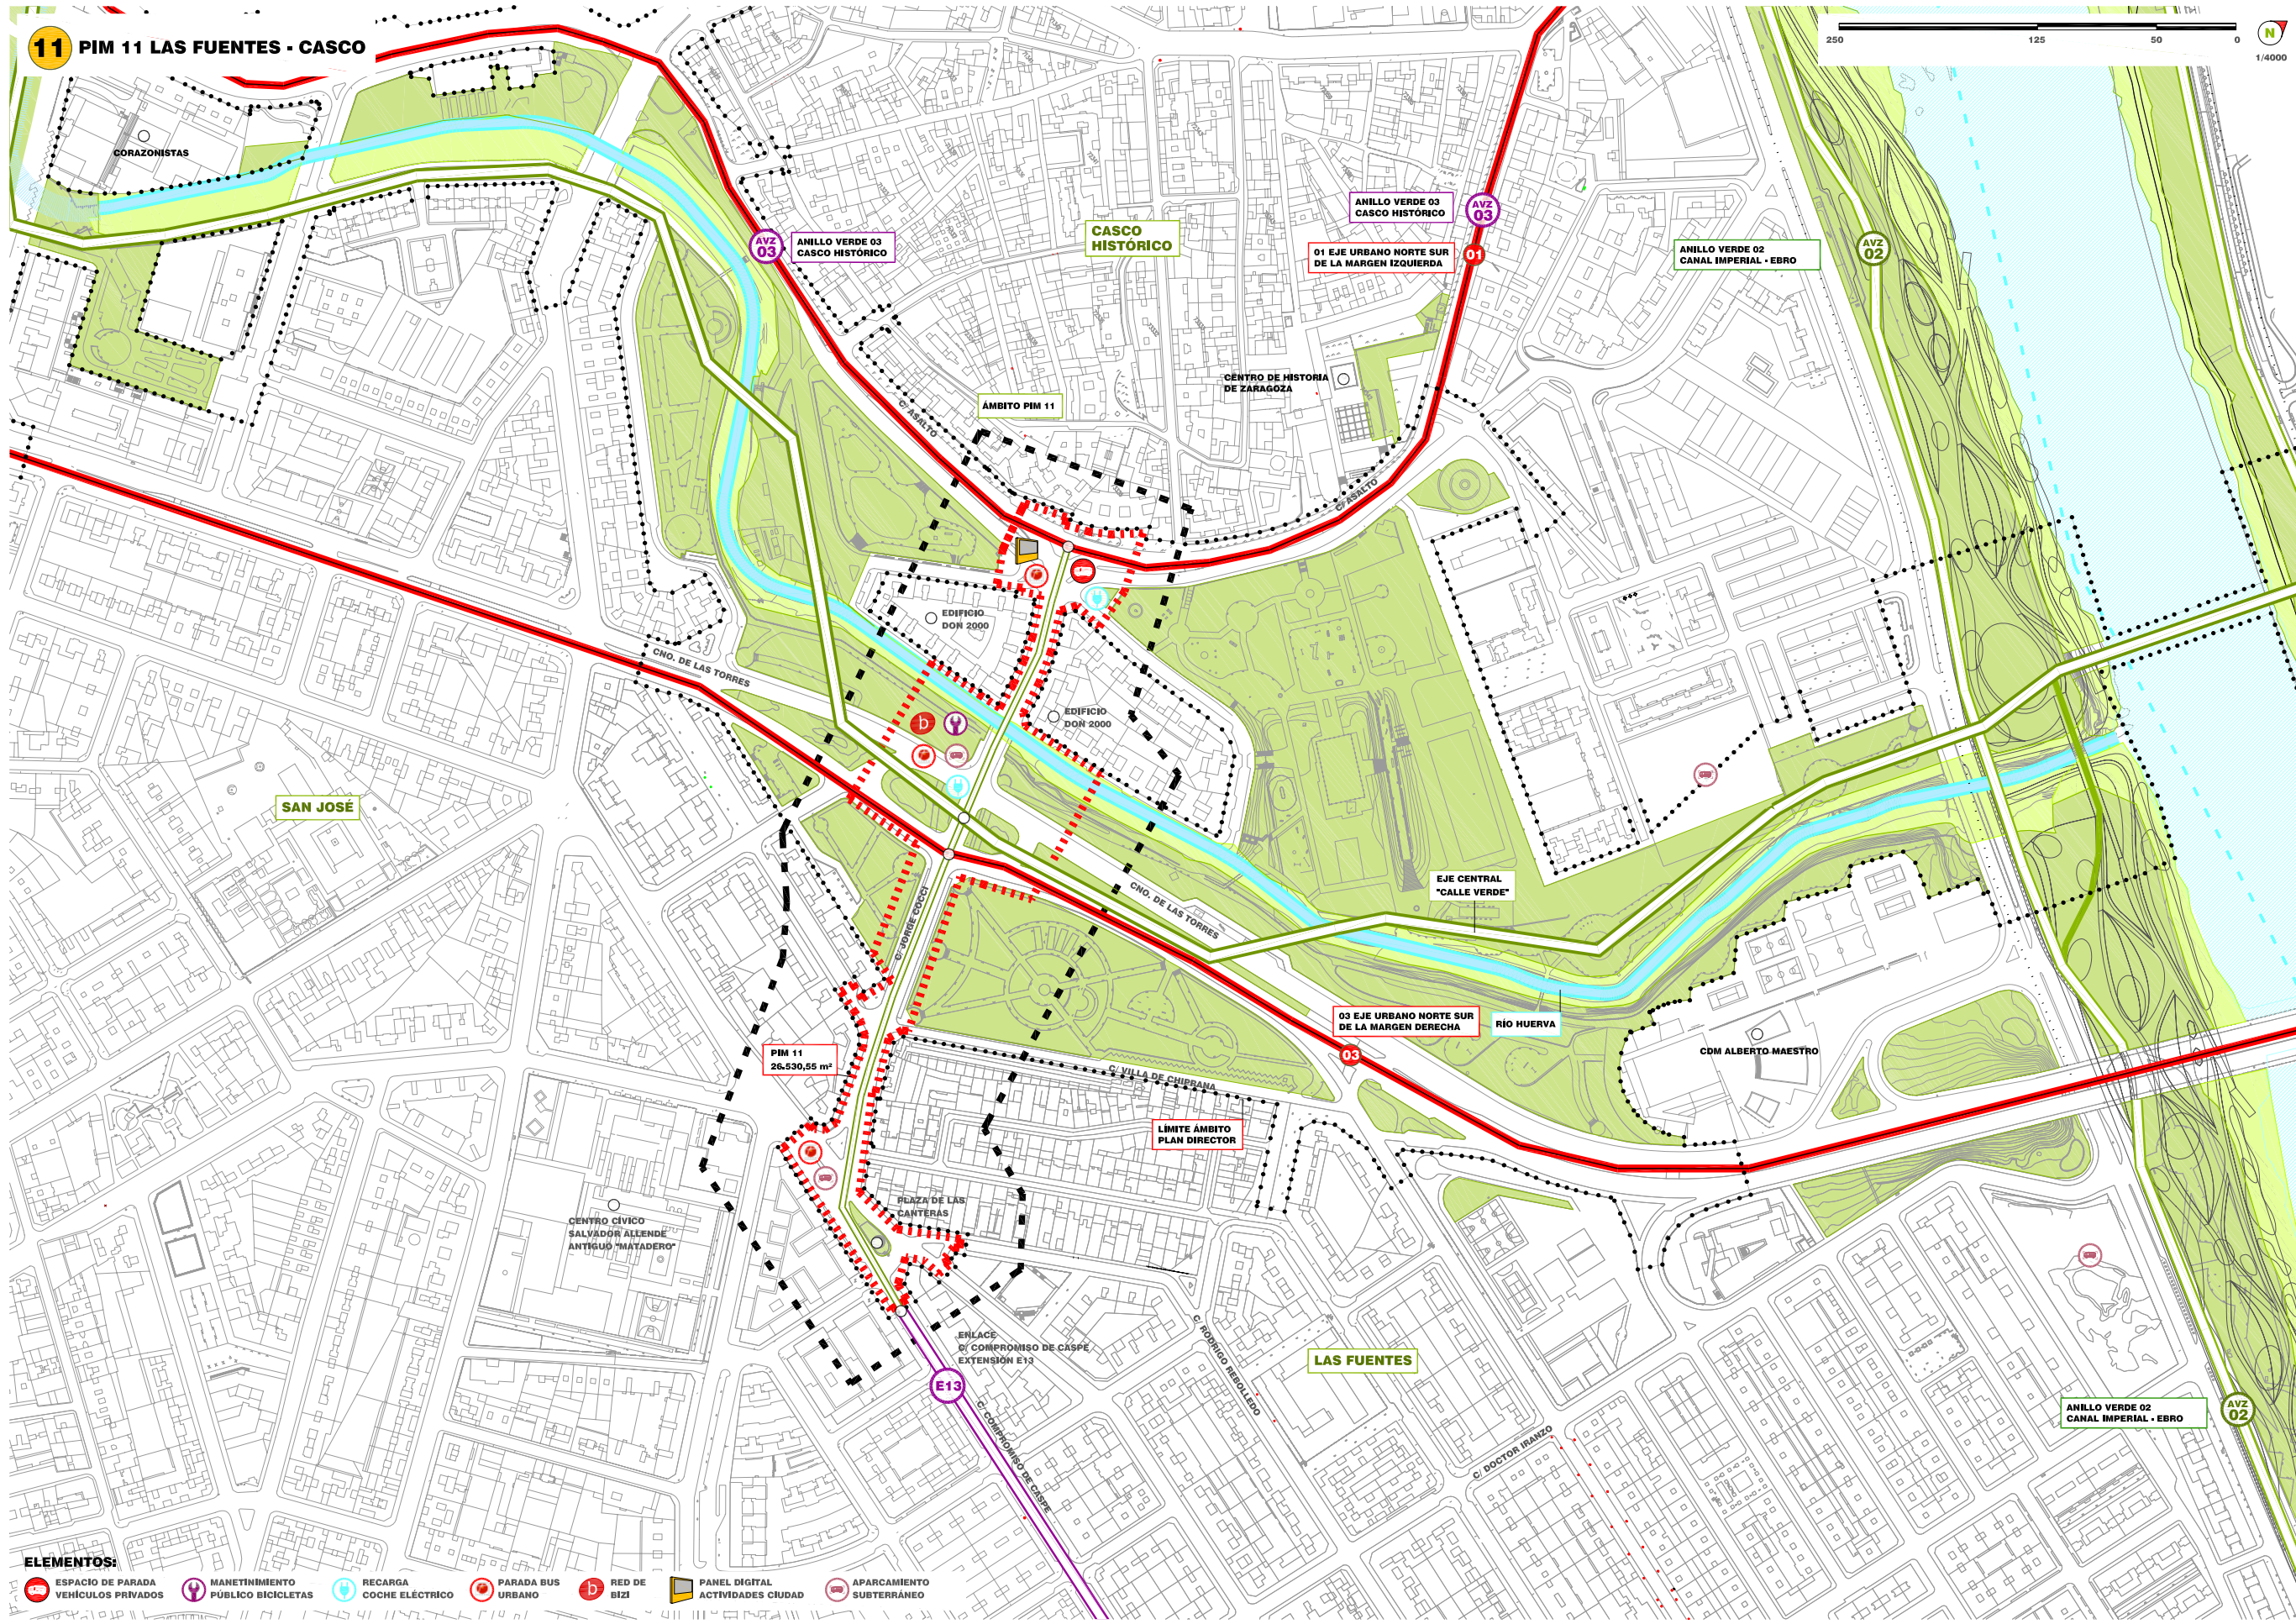 11 PIM 11 LAS FUENTES - CASCO
250 125 50 0
N
1/4000
CORAZONISTAS
AVZ
03
ANILLO VERDE 03
CASCO HISTÓRICO
CASCO
HISTÓRICO
ANILLO VERDE 03
CASCO HISTÓRICO
AVZ
03
01 EJE URBANO NORTE SUR
DE LA MARGEN IZQUIERDA
01
ANILLO VERDE 02
CANAL IMPERIAL - EBRO
AVZ
02
CENTRO DE HISTORIA
DE ZARAGOZA
ÁMBITO PIM 11
C/ ASALTO
C/ ASALTO
EDIFICIO
DON 2000
CNO. DE LAS TORRES
EDIFICIO
DON 2000
b
SAN JOSÉ
EJE CENTRAL
"CALLE VERDE"
CNO. DE LAS TORRES
C/ JORGE COCCI
03 EJE URBANO NORTE SUR
DE LA MARGEN DERECHA
RÍO HUERVA
03
CDM ALBERTO MAESTRO
PIM 11
26.530,55 m²
C/ VILLA DE CHIPRANA
LÍMITE ÁMBITO
PLAN DIRECTOR
PLAZA DE LAS
CANTERAS
CENTRO CÍVICO
SALVADOR ALLENDE
ANTIGUO "MATADERO"
ENLACE
C/ COMPROMISO DE CASPE
EXTENSIÓN E13
E13
C/ COMPROMISO DE CASPE
C/ RODRIGO REBOLLEDO
LAS FUENTES
C/ DOCTOR IRANZO
ANILLO VERDE 02
CANAL IMPERIAL - EBRO
AVZ
02
ELEMENTOS:
ESPACIO DE PARADA
VEHÍCULOS PRIVADOS
MANETINIMIENTO
PÚBLICO BICICLETAS
RECARGA
COCHE ELÉCTRICO
PARADA BUS
URBANO
b
RED DE
BIZI
PANEL DIGITAL
ACTIVIDADES CIUDAD
APARCAMIENTO
SUBTERRÁNEO